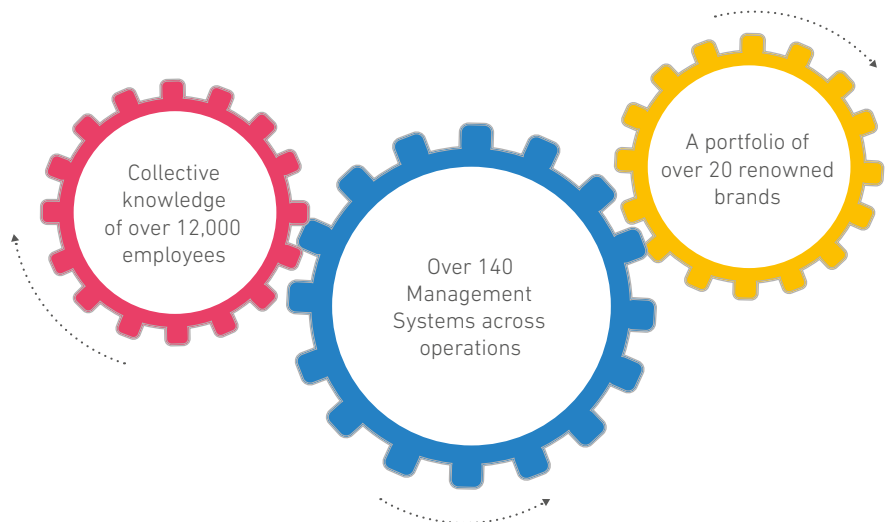 Collective
knowledge
of over 12,000
employees
Over 140
Management
Systems across
operations
A portfolio of
over 20 renowned
brands